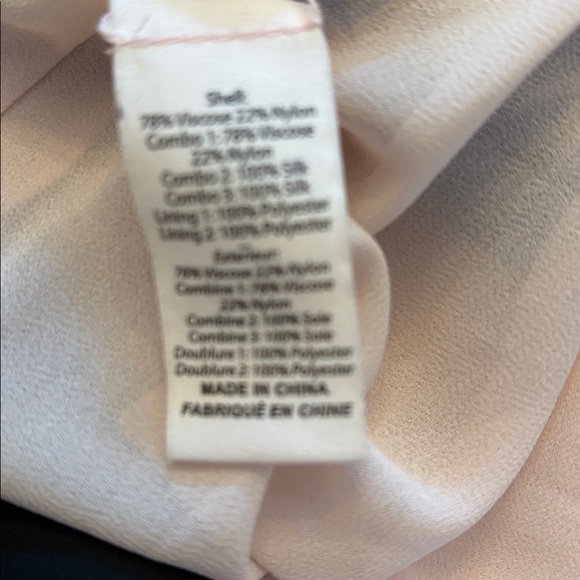 Shell:
78% Viscose 22% Nylon
Combo 1: 78% Viscose
22% Nylon
Combo 2: 100% Silk
Combo 3: 100% Silk
Lining 1: 100% Polyester
Lining 2: 100% Polyester
Exterieur:
78% Viscose 22% Nylon
Combine 1: 78% Viscose
22% Nylon
Combine 2: 100% Soie
Combine 3: 100% Soie
Doublure 1: 100% Polyester
Doublure 2: 100% Polyester
MADE IN CHINA
FABRIQUÉ EN CHINE